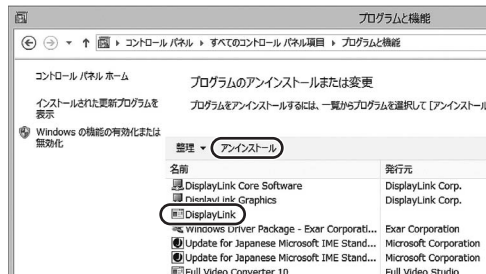 プログラムと機能
コントロール パネル ▸ すべてのコントロール パネル項目 ▸ プログラムと機能
コントロール パネル ホーム
インストールされた更新プログラムを
表示
Windows の機能の有効化または
無効化
プログラムのアンインストールまたは変更
プログラムをアンインストールするには、一覧からプログラムを選択して [アンインストール
整理 ▾ アンインストール
名前 発行元
DisplayLink Core Software DisplayLink Corp.
DisplayLink Graphics DisplayLink Corp.
DisplayLink
Windows Driver Package - Exar Corporati... Exar Corporation
Update for Japanese Microsoft IME Stand... Microsoft Corporation
Update for Japanese Microsoft IME Stand... Microsoft Corporation
Full Video Converter 10 Full Video Studio